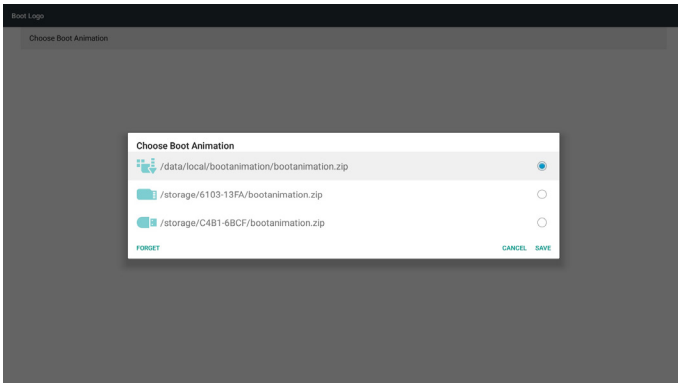 Boot Logo
Choose Boot Animation
Choose Boot Animation
/data/local/bootanimation/bootanimation.zip
/storage/6103-13FA/bootanimation.zip
/storage/C4B1-6BCF/bootanimation.zip
FORGET CANCEL SAVE